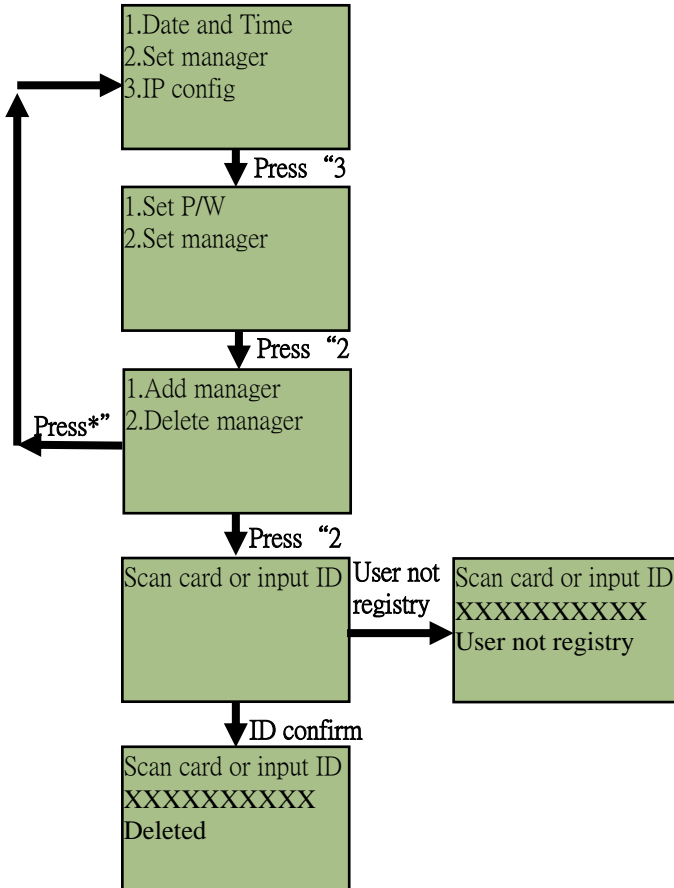 1.Date and Time
2.Set manager
3.IP config
Press “3
1.Set P/W
2.Set manager
Press “2
1.Add manager
2.Delete manager
Press*”
Press “2
Scan card or input ID
User not
registry
Scan card or input ID
XXXXXXXXXX
User not registry
ID confirm
Scan card or input ID
XXXXXXXXXX
Deleted